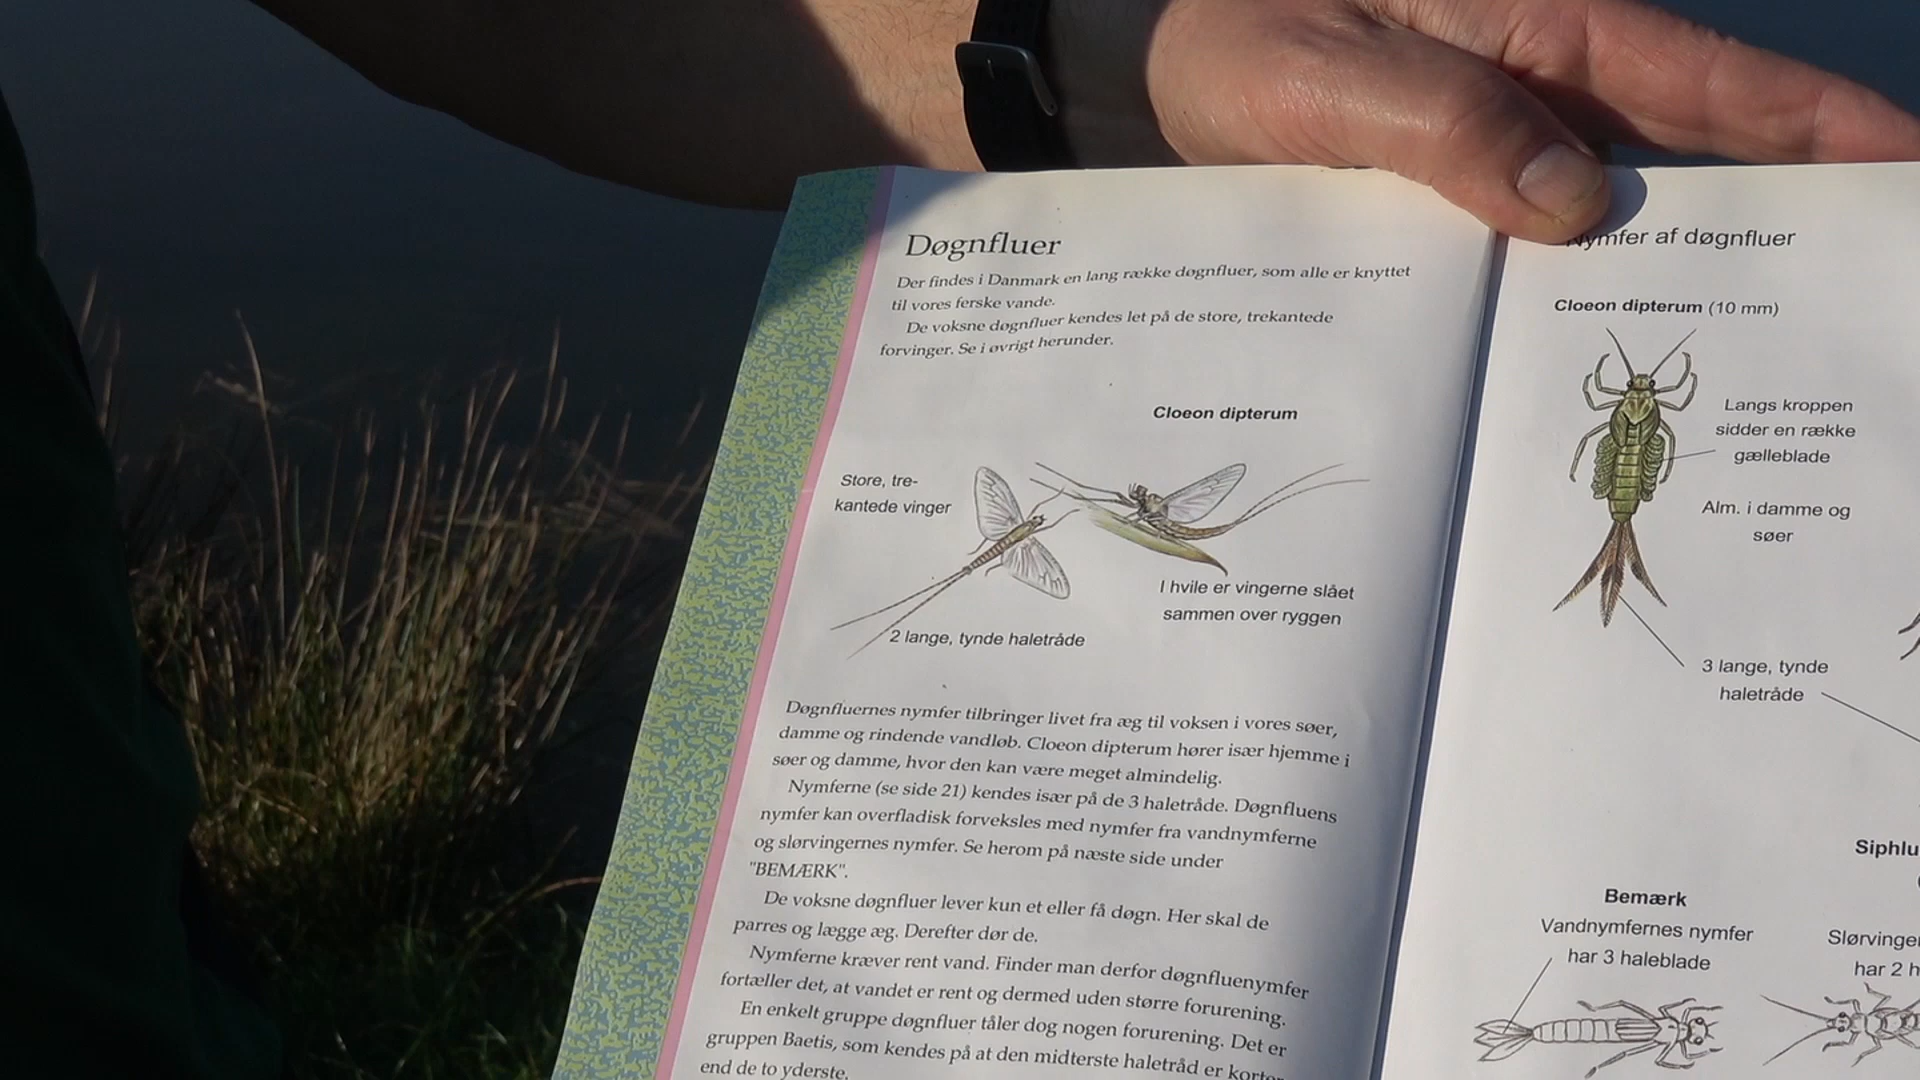 Døgnfluer
Der findes i Danmark en lang række døgnfluer, som alle er knyttet
til vores ferske vande.
De voksne døgnfluer kendes let på de store, trekantede
forvinger. Se i øvrigt herunder.
Cloeon dipterum
Store, tre-
kantede vinger
I hvile er vingerne slået
sammen over ryggen
2 lange, tynde haletråde
Døgnfluernes nymfer tilbringer livet fra æg til voksen i vores søer,
damme og rindende vandløb. Cloeon dipterum hører især hjemme i
søer og damme, hvor den kan være meget almindelig.
Nymferne (se side 21) kendes især på de 3 haletråde. Døgnfluens
nymfer kan overfladisk forveksles med nymfer fra vandnymferne
og slørvingernes nymfer. Se herom på næste side under
"BEMÆRK".
De voksne døgnfluer lever kun et eller få døgn. Her skal de
parres og lægge æg. Derefter dør de.
Nymferne kræver rent vand. Finder man derfor døgnfluenymfer
fortæller det, at vandet er rent og dermed uden større forurening.
En enkelt gruppe døgnfluer tåler dog nogen forurening. Det er
gruppen Baetis, som kendes på at den midterste haletråd er korter
end de to yderste.
Nymfer af døgnfluer
Cloeon dipterum (10 mm)
Langs kroppen
sidder en række
gælleblade
Alm. i damme og
søer
3 lange, tynde
haletråde
Siphlu
Bemærk
Vandnymfernes nymfer
har 3 haleblade
Slørvinger
har 2 h